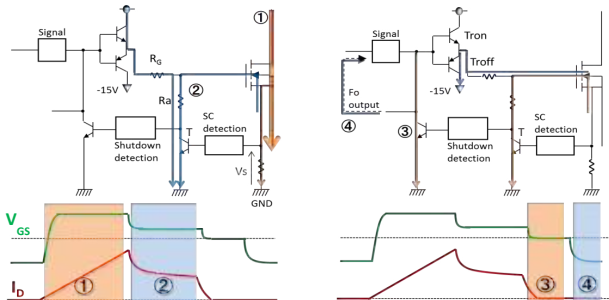 ①
Signal
R_G
-15V
Ra
②
Shutdown
detection
T
SC
detection
Vs
GND
V_GS
I_D
①
②
Signal
Tron
Troff
-15V
Fo
output
④
③
Shutdown
detection
T
SC
detection
③
④